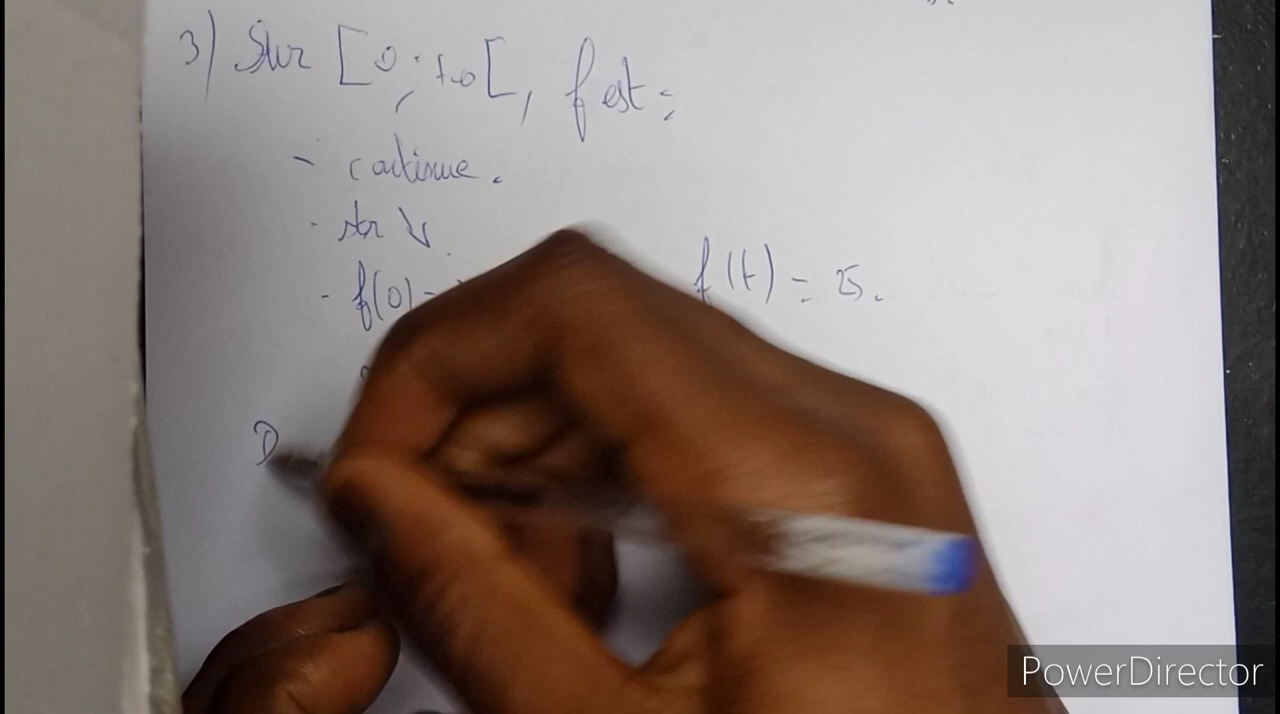 3) Sur [0; +∞[, f est :
- continue.
- str ↘
- f(0) = f(t) = 25.
D
PowerDirector